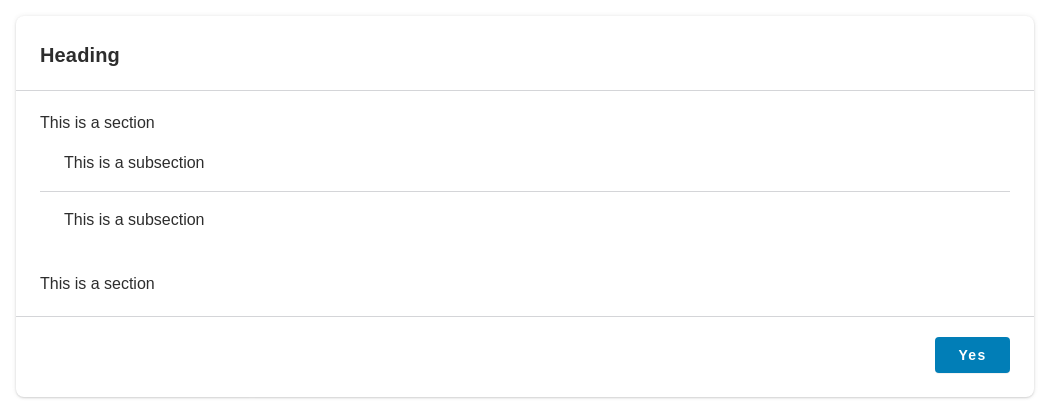 Heading
This is a section
This is a subsection
This is a subsection
This is a section
Yes